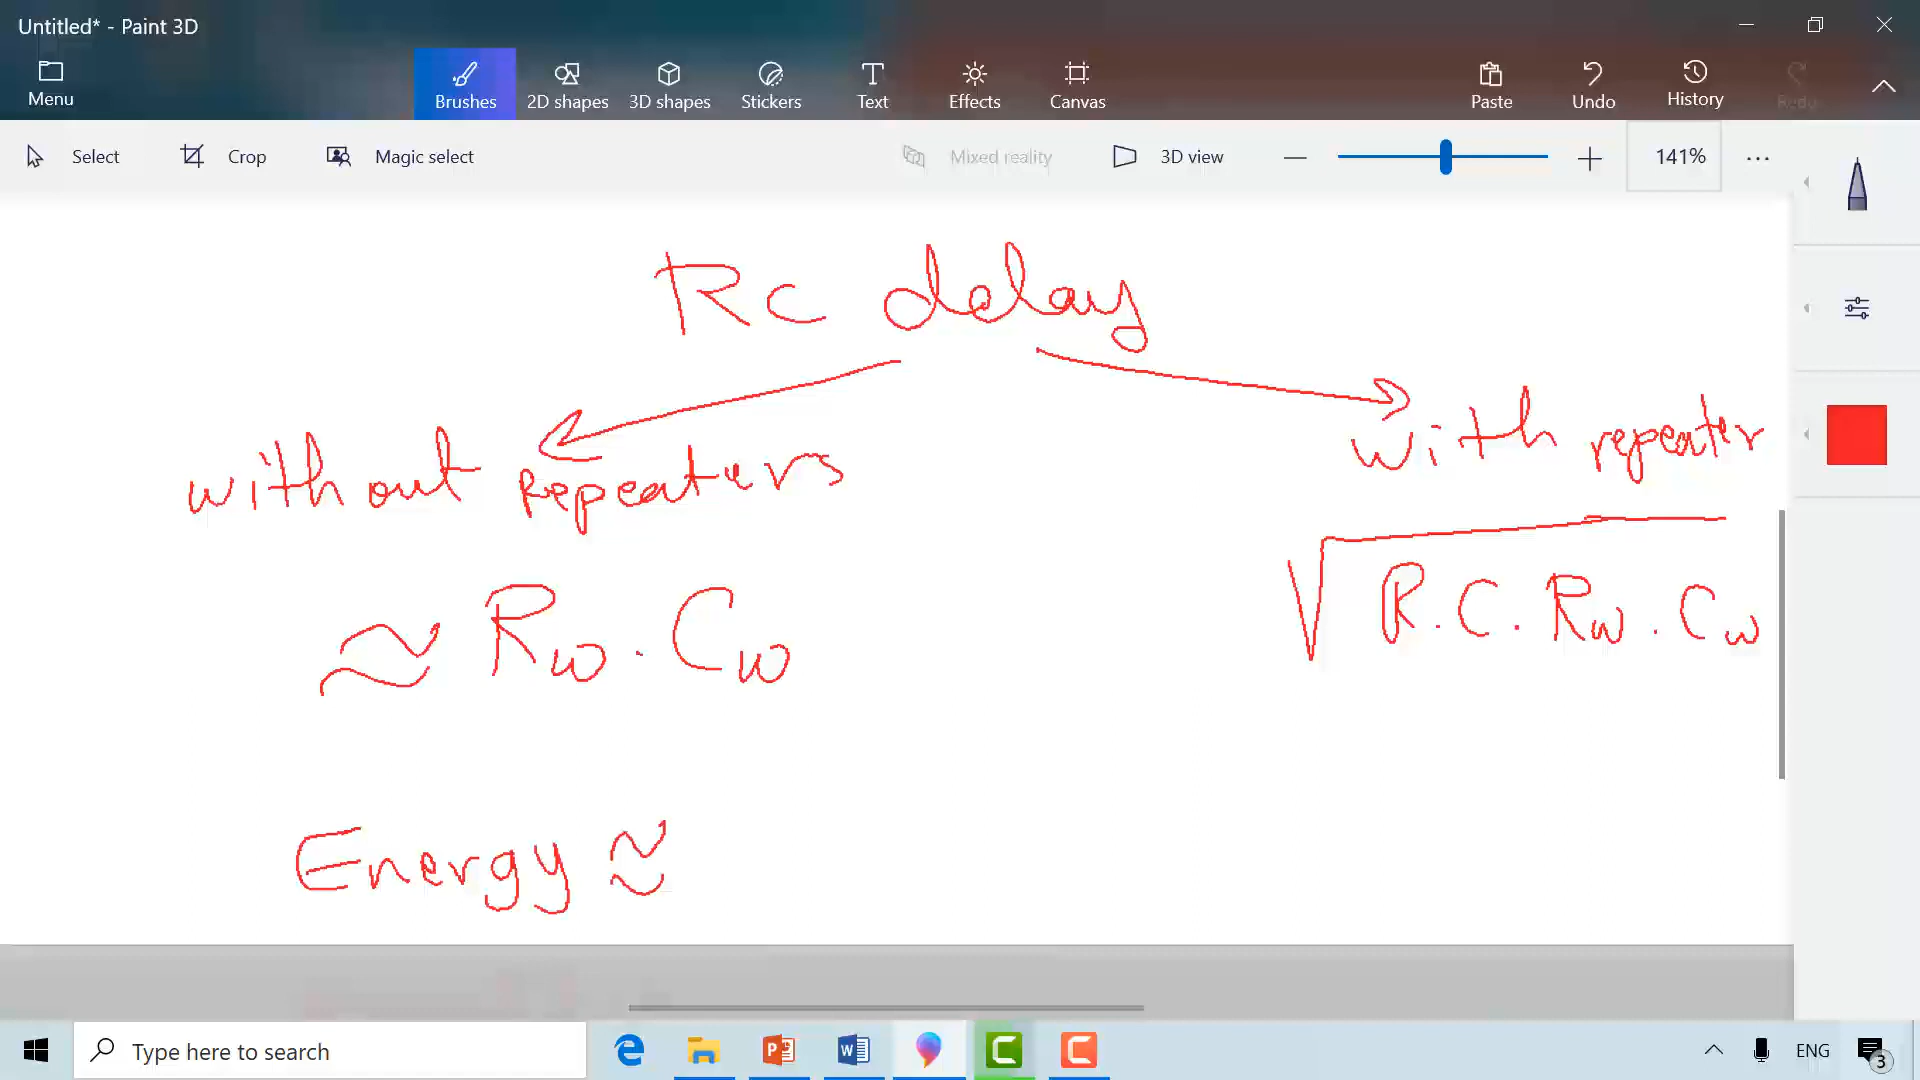 Untitled* - Paint 3D
Menu
Brushes
2D shapes
3D shapes
Stickers
Text
Effects
Canvas
Paste
Undo
History
Redo
Select
Crop
Magic select
Mixed reality
3D view
141%
Rc delay
without Repeaters
with repeater
≈ Rw . Cw
√R.C.Rw.Cw
Energy ≈
Type here to search
ENG
3